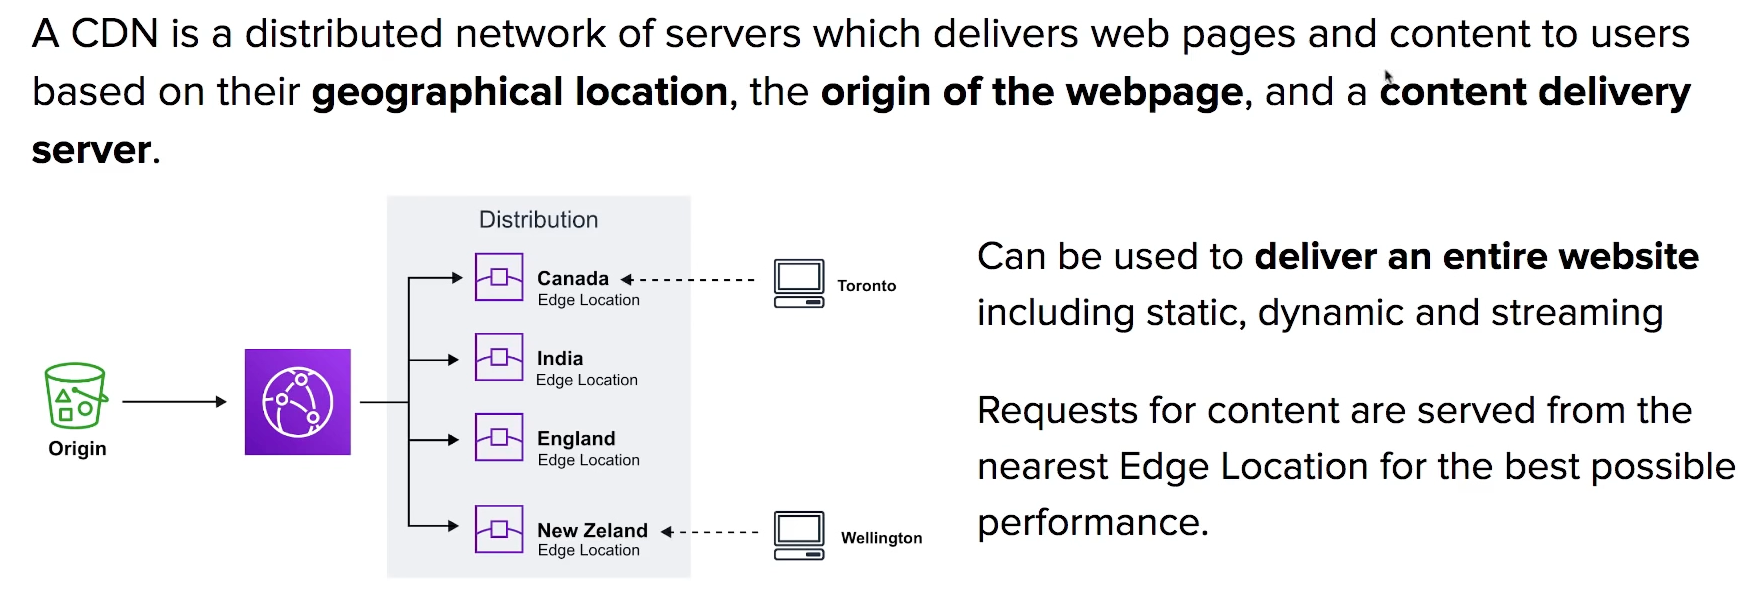 A CDN is a distributed network of servers which delivers web pages and content to users
based on their geographical location, the origin of the webpage, and a content delivery
server.
Distribution
Canada
Edge Location
Toronto
India
Edge Location
England
Edge Location
New Zeland
Edge Location
Wellington
Origin
Can be used to deliver an entire website
including static, dynamic and streaming
Requests for content are served from the
nearest Edge Location for the best possible
performance.